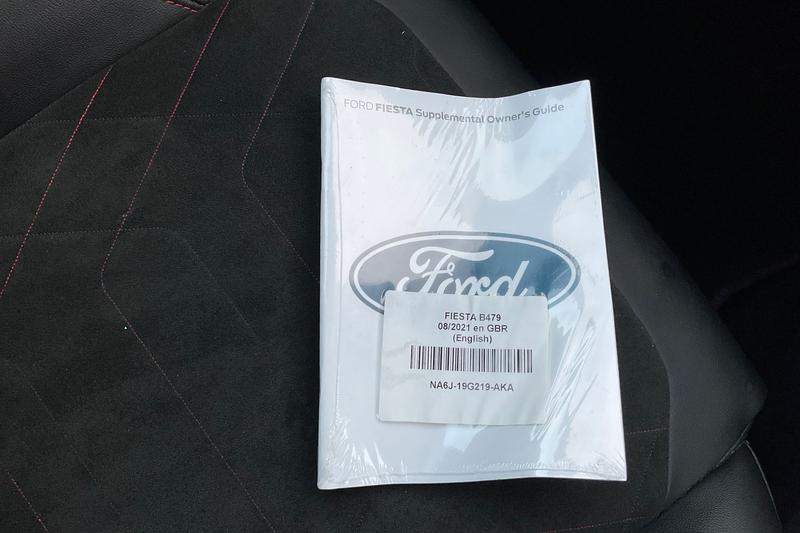 FORD FIESTA Supplemental Owner's Guide
Ford
FIESTA B479
08/2021 en GBR
(English)
NA6J-19G219-AKA